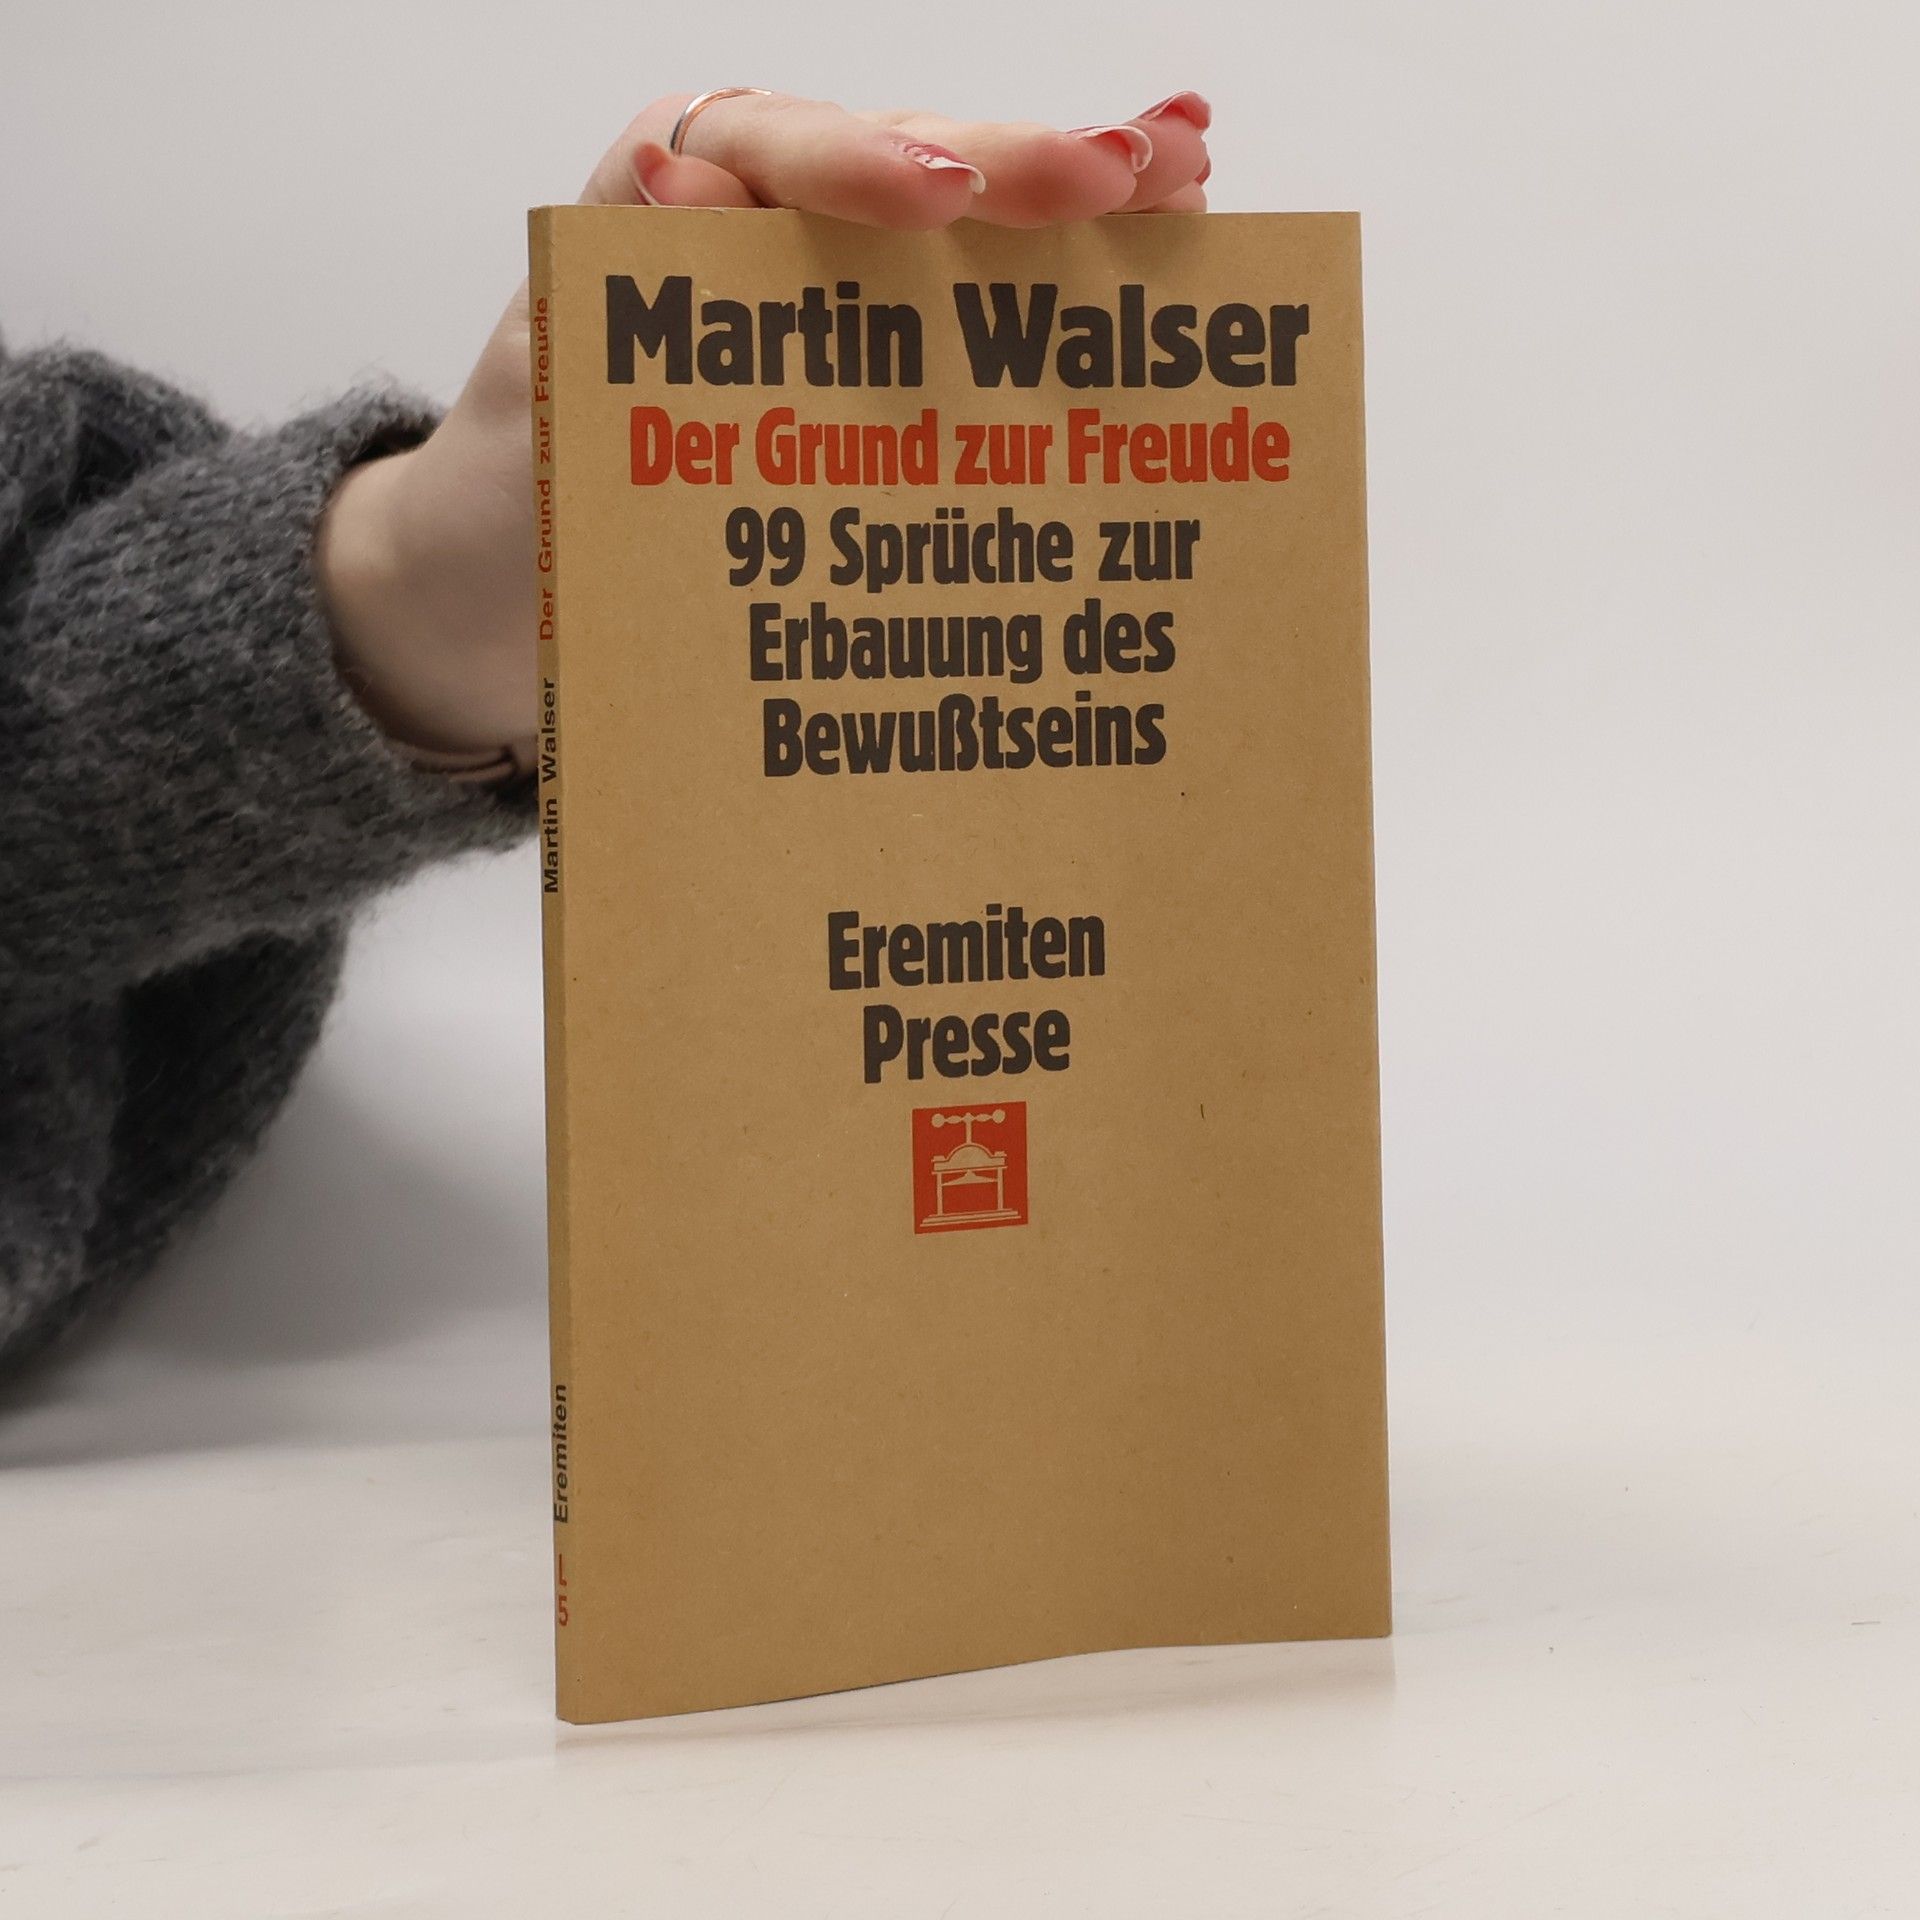 Martin Walser
Der Grund zur Freude
99 Sprüche zur
Erbauung des
Bewußtseins
Eremiten
Presse
Martin Walser Der Grund zur Freude
Eremiten